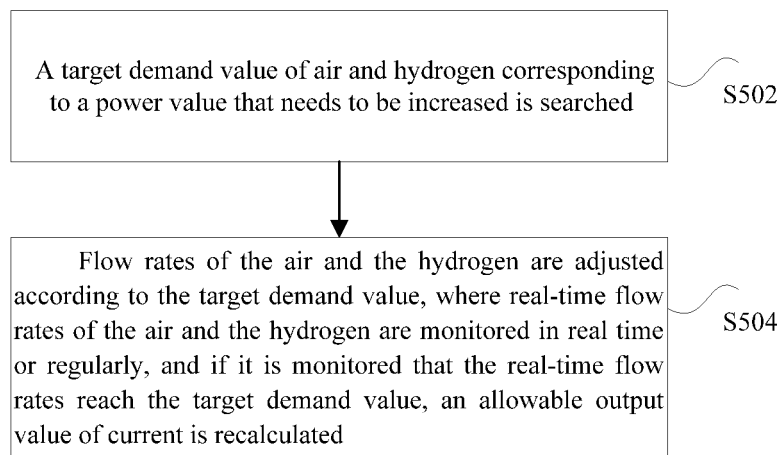 A target demand value of air and hydrogen corresponding
to a power value that needs to be increased is searched
S502
Flow rates of the air and the hydrogen are adjusted
according to the target demand value, where real-time flow
rates of the air and the hydrogen are monitored in real time
or regularly, and if it is monitored that the real-time flow
rates reach the target demand value, an allowable output
value of current is recalculated
S504